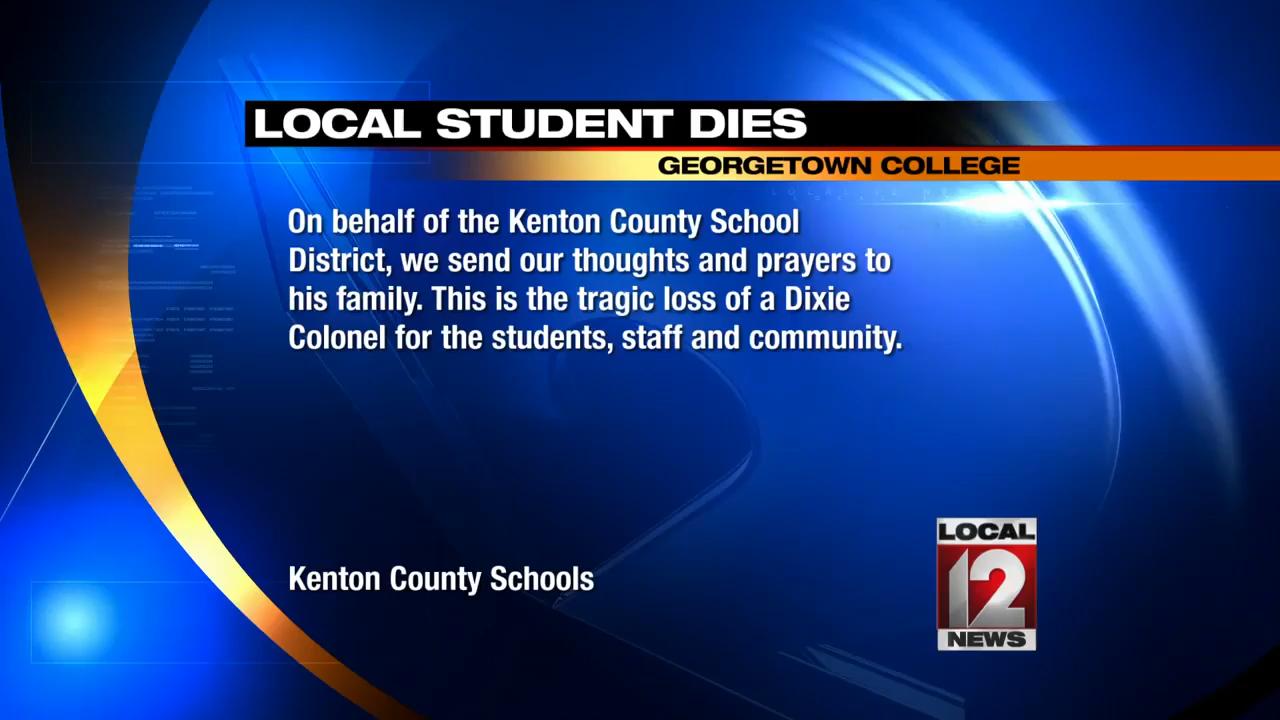 LOCAL STUDENT DIES
GEORGETOWN COLLEGE
On behalf of the Kenton County School
District, we send our thoughts and prayers to
his family. This is the tragic loss of a Dixie
Colonel for the students, staff and community.
Kenton County Schools
LOCAL
12
NEWS